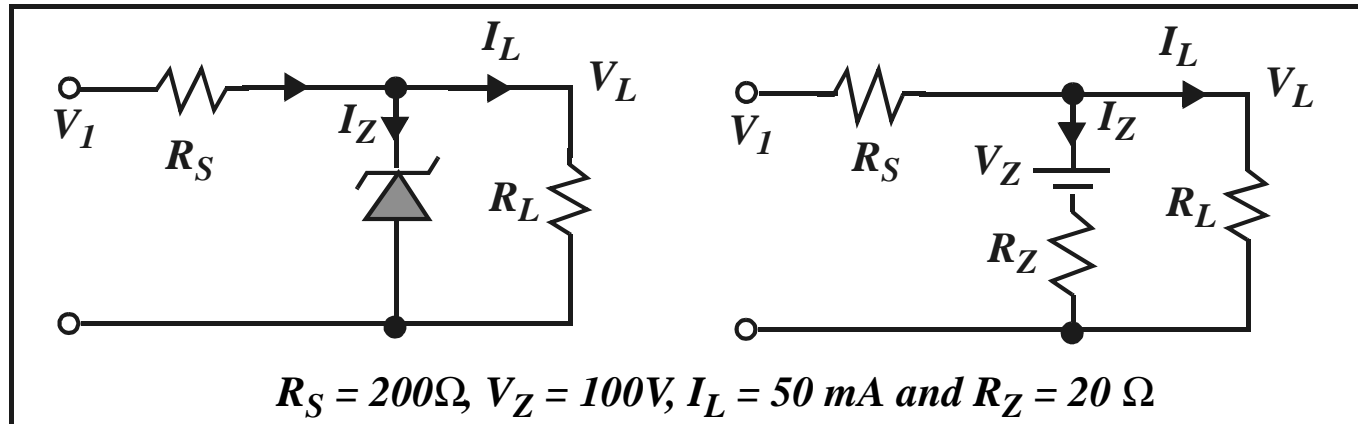 I_L
V_L
V_1
R_S
I_Z
R_L
I_L
V_L
V_1
R_S
I_Z
V_Z
R_Z
R_L
R_S = 200Ω, V_Z = 100V, I_L = 50 mA and R_Z = 20 Ω